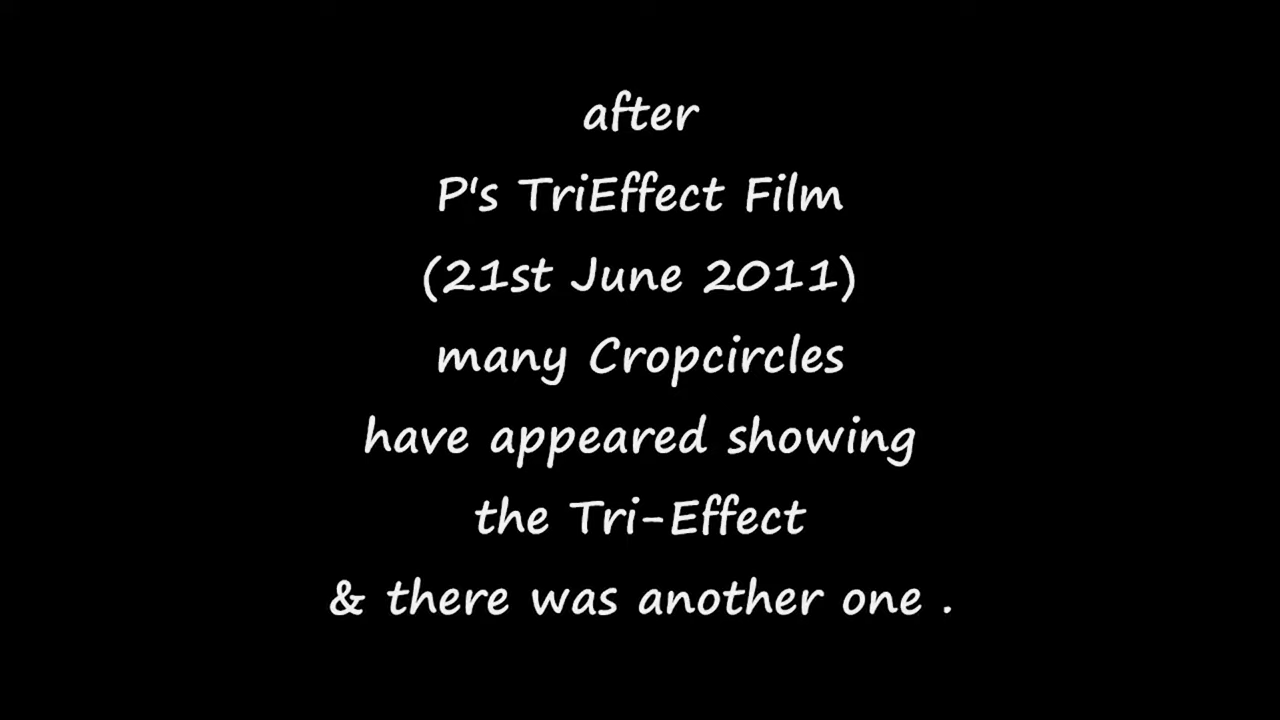 after
P's TriEffect Film
(21st June 2011)
many Cropcircles
have appeared showing
the Tri-Effect
& there was another one .